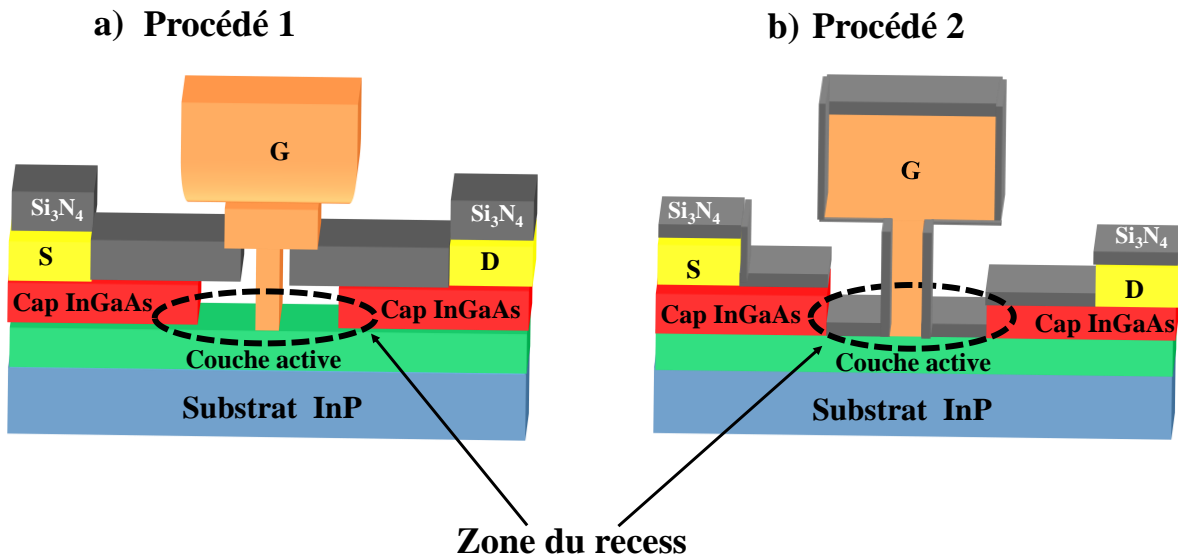 a) Procédé 1
b) Procédé 2
G
Si3N4
Si3N4
S
D
Cap InGaAs
Cap InGaAs
Couche active
Substrat InP
G
Si3N4
Si3N4
S
D
Cap InGaAs
Cap InGaAs
Couche active
Substrat InP
Zone du recess